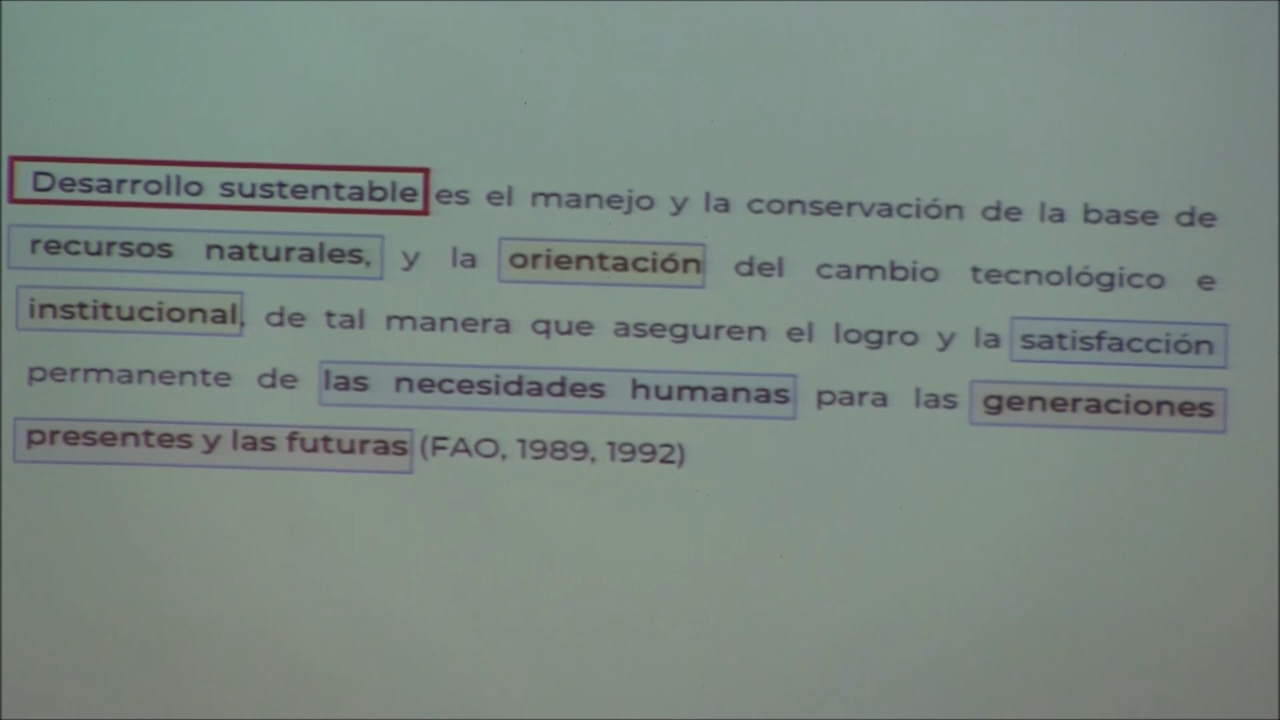 Desarrollo sustentable es el manejo y la conservación de la base de
recursos naturales, y la orientación del cambio tecnológico e
institucional, de tal manera que aseguren el logro y la satisfacción
permanente de las necesidades humanas para las generaciones
presentes y las futuras (FAO, 1989, 1992)